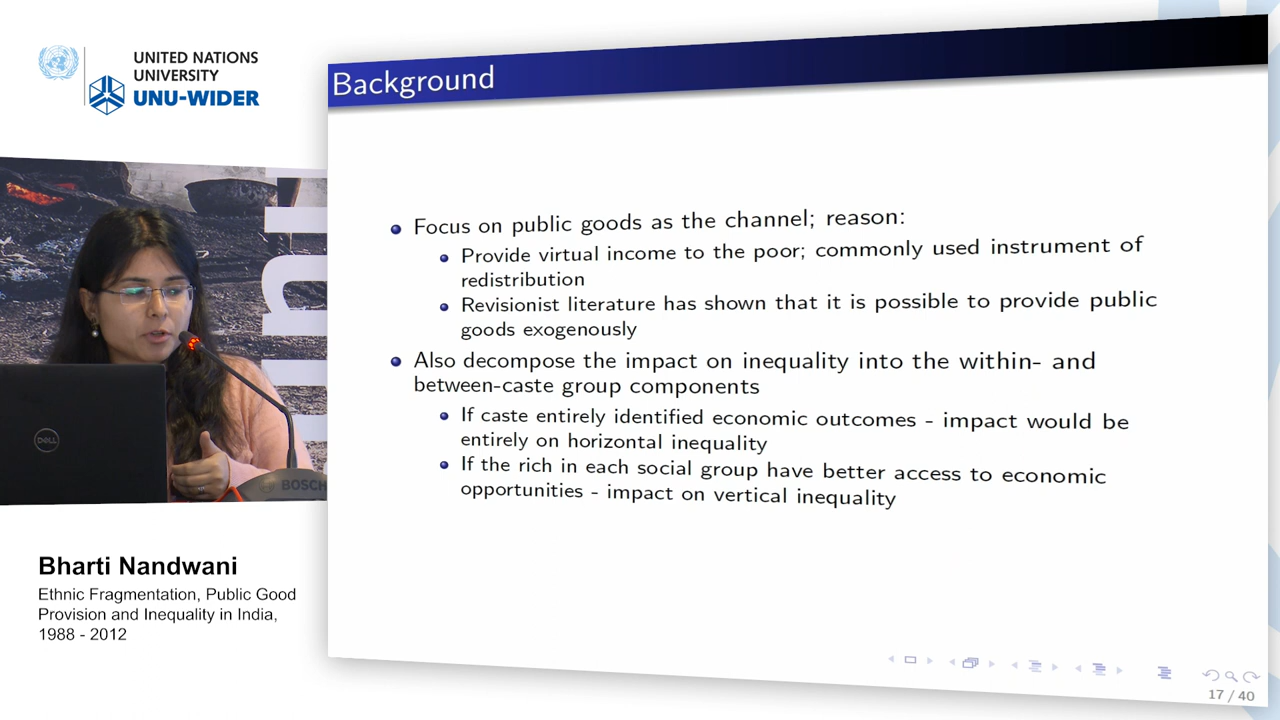 UNITED NATIONS
UNIVERSITY
UNU-WIDER
Background
Focus on public goods as the channel; reason:
Provide virtual income to the poor; commonly used instrument of
redistribution
Revisionist literature has shown that it is possible to provide public
goods exogenously
Also decompose the impact on inequality into the within- and
between-caste group components
If caste entirely identified economic outcomes - impact would be
entirely on horizontal inequality
If the rich in each social group have better access to economic
opportunities - impact on vertical inequality
17 / 40
DELL
BOSCH
Bharti Nandwani
Ethnic Fragmentation, Public Good
Provision and Inequality in India,
1988 - 2012